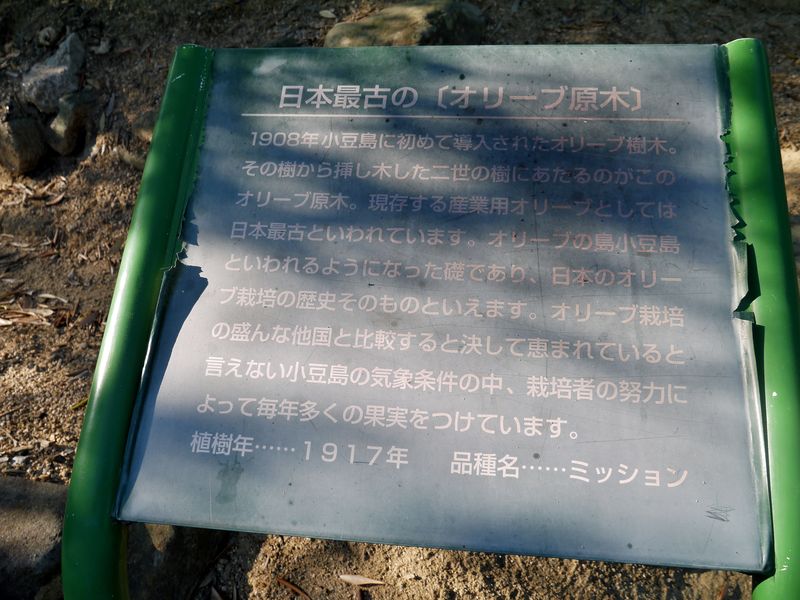 日本最古の〔オリーブ原木〕
1908年小豆島に初めて導入されたオリーブ樹木。
その樹から挿し木した二世の樹にあたるのがこの
オリーブ原木。現存する産業用オリーブとしては
日本最古といわれています。オリーブの島小豆島
といわれるようになった礎であり、日本のオリー
ブ栽培の歴史そのものといえます。オリーブ栽培
の盛んな他国と比較すると決して恵まれていると
言えない小豆島の気象条件の中、栽培者の努力に
よって毎年多くの果実をつけています。
植樹年……1917年　品種名……ミッション